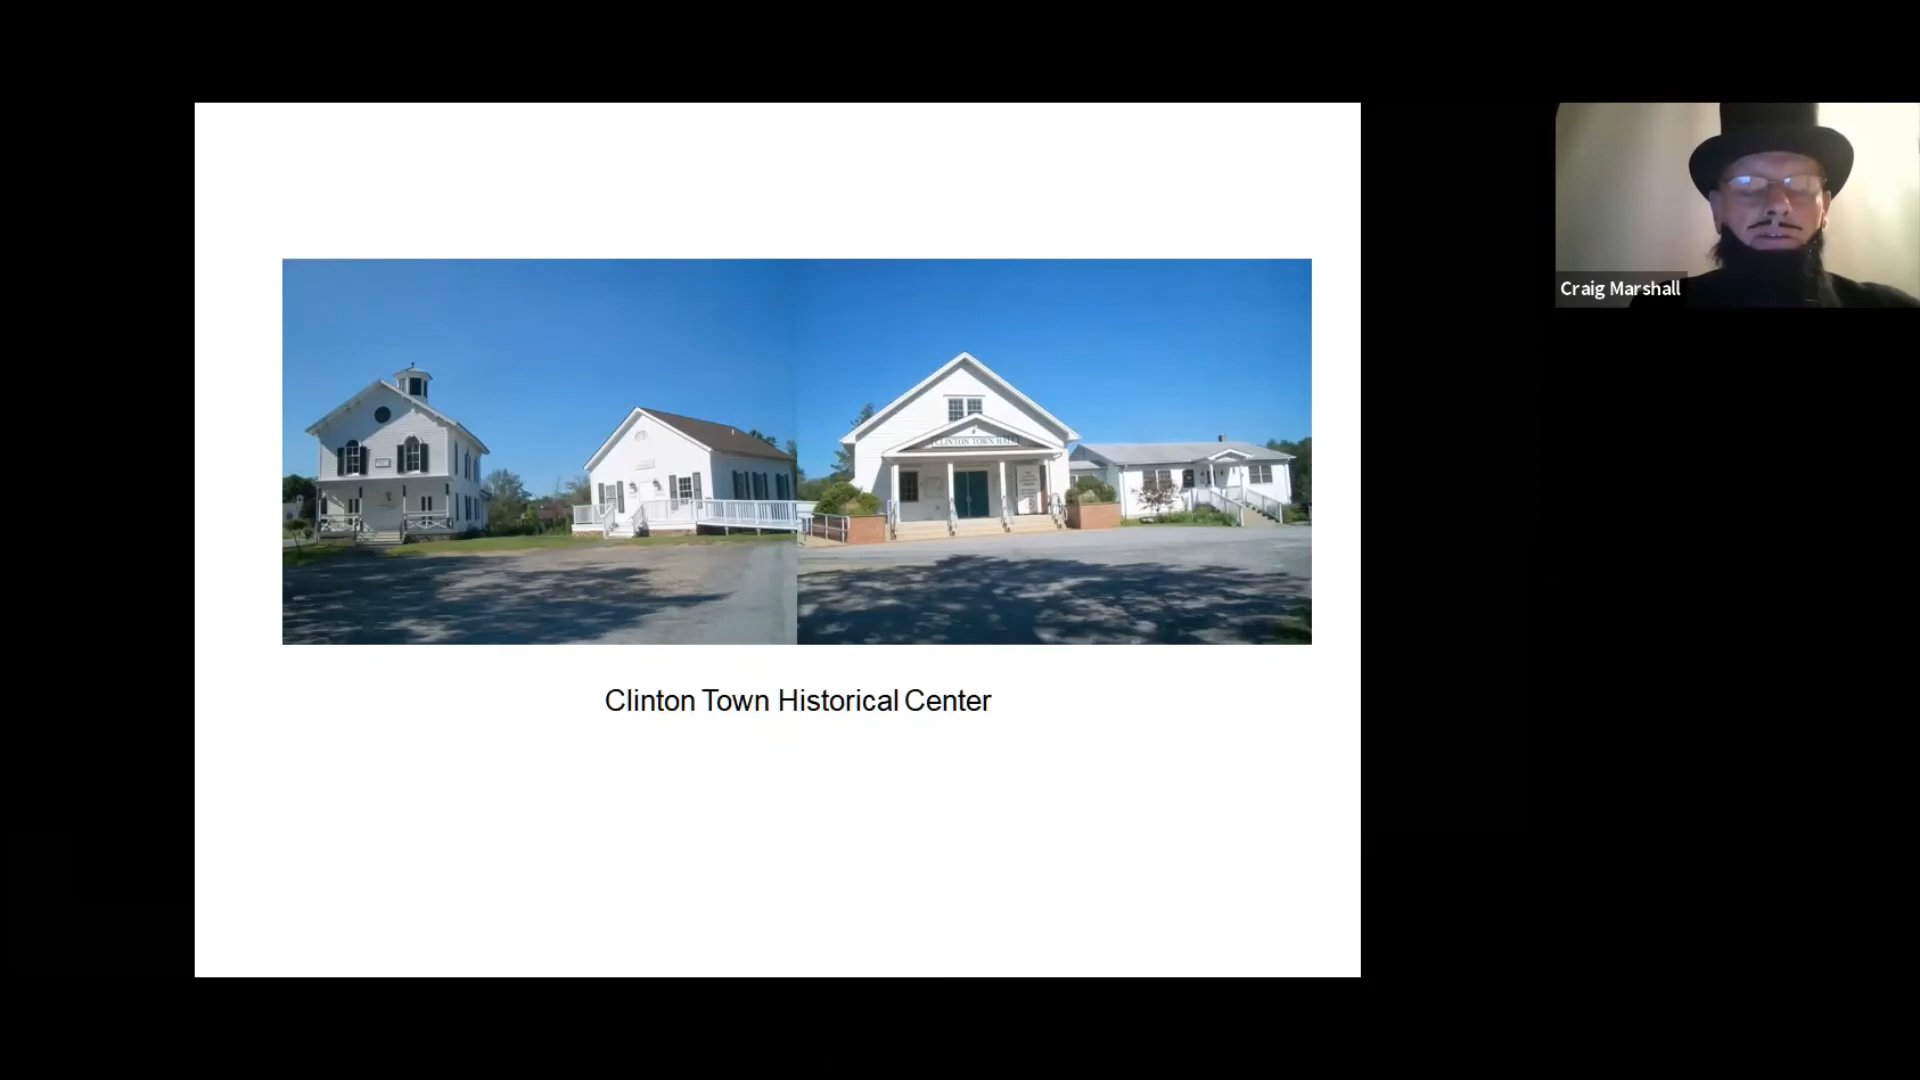 CLINTON TOWN HALL
Clinton Town Historical Center
Craig Marshall